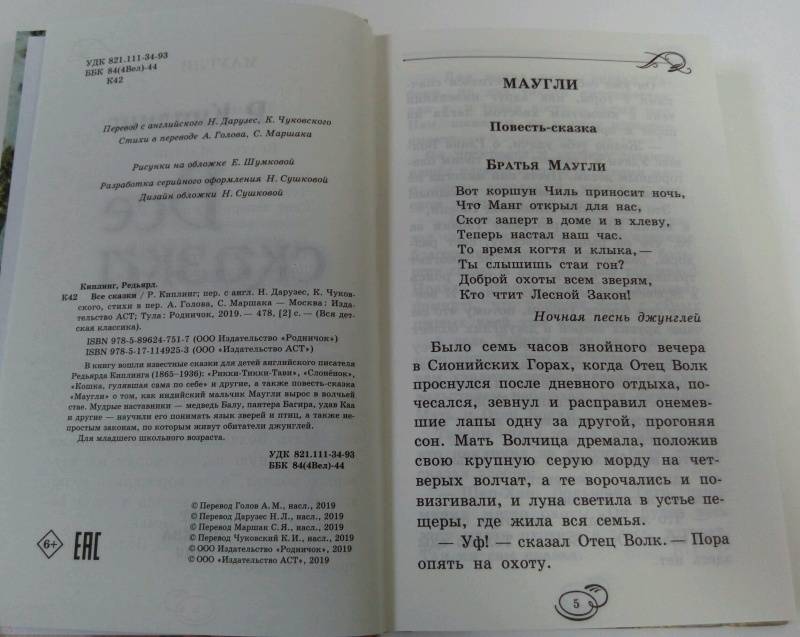 УДК 821.111-34-93
ББК 84(4Вел)-44
К42
Перевод с английского Н. Дарузес, К. Чуковского
Стихи в переводе А. Голова, С. Маршака
Рисунки на обложке Е. Шумковой
Разработка серийного оформления Н. Сушковой
Дизайн обложки Н. Сушковой
Киплинг, Редьярд.
К42 Все сказки / Р. Киплинг; пер. с англ. Н. Дарузес, К. Чуков-
ского, стихи в пер. А. Голова, С. Маршака — Москва: Изда-
тельство АСТ; Тула: Родничок, 2019.— 478, [2] с.— (Вся дет-
ская классика).
ISBN 978-5-89624-751-7 (ООО Издательство «Родничок»)
ISBN 978-5-17-114925-3 (ООО Издательство АСТ)
В книгу вошли известные сказки для детей английского писателя
Редьярда Киплинга (1865–1936): «Рикки-Тикки-Тави», «Слонёнок»,
«Кошка, гулявшая сама по себе» и другие, а также повесть-сказка
«Маугли» о том, как индийский мальчик Маугли вырос в волчьей
стае. Мудрые наставники — медведь Балу, пантера Багира, удав Каа
и другие — научили его понимать язык зверей и птиц, а также не-
простым законам, по которым живут обитатели джунглей.
Для младшего школьного возраста.
УДК 821.111-34-93
ББК 84(4Вел)-44
© Перевод Голов А. М., насл., 2019
© Перевод Дарузес Н. Л., насл., 2019
© Перевод Маршак С. Я., насл., 2019
© Перевод Чуковский К. И., насл., 2019
© ООО Издательство «Родничок», 2019
© ООО «Издательство АСТ», 2019
6+ ЕАС
МАУГЛИ
Повесть-сказка
Братья Маугли
Вот коршун Чиль приносит ночь,
Что Манг открыл для нас,
Скот заперт в доме и в хлеву,
Теперь настал наш час.
То время когтя и клыка,—
Ты слышишь стаи гон?
Доброй охоты всем зверям,
Кто чтит Лесной Закон!
Ночная песнь джунглей
Было семь часов знойного вечера
в Сионийских Горах, когда Отец Волк
проснулся после дневного отдыха, по-
чесался, зевнул и расправил онемев-
шие лапы одну за другой, прогоняя
сон. Мать Волчица дремала, положив
свою крупную серую морду на чет-
верых волчат, а те ворочались и по-
визгивали, и луна светила в устье пе-
щеры, где жила вся семья.
— Уф! — сказал Отец Волк.— Пора
опять на охоту.
5